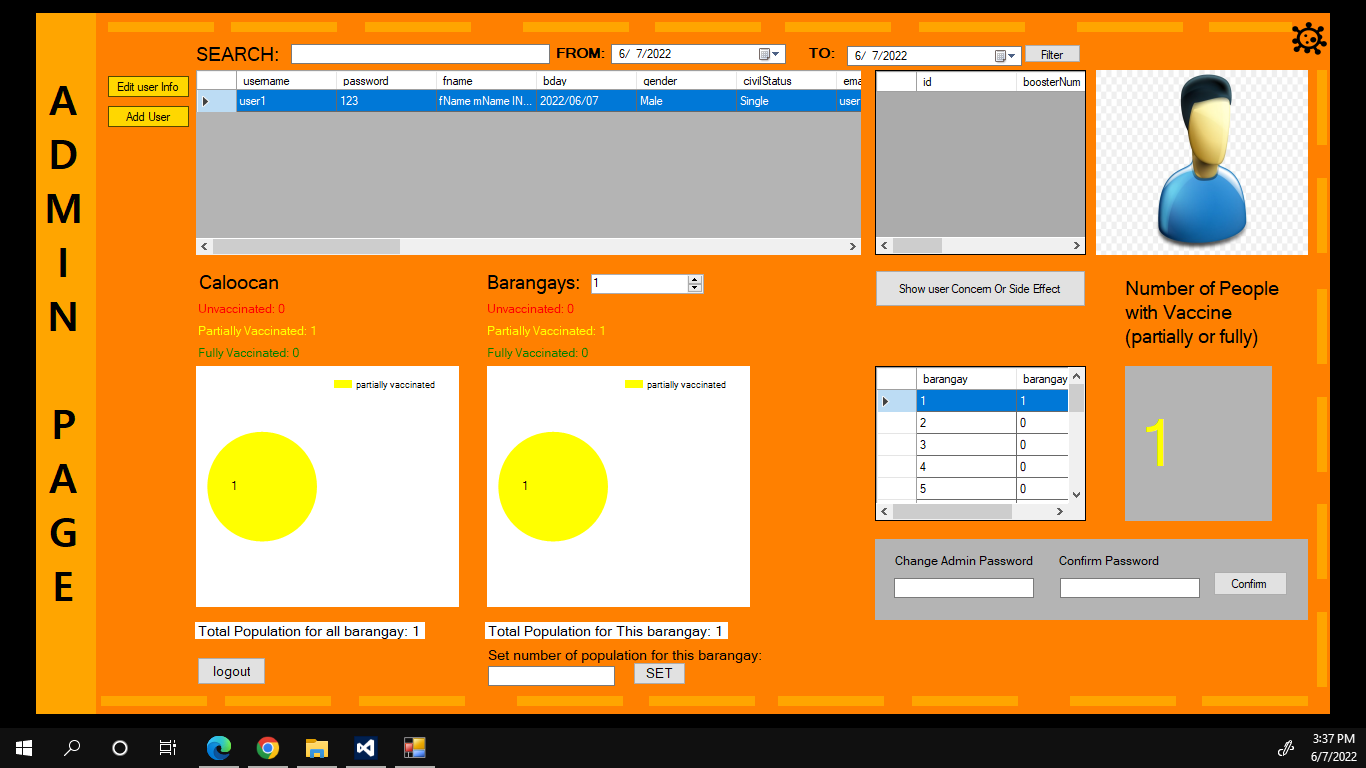 ADMIN PAGE
SEARCH: FROM: 6/ 7/2022 TO: 6/ 7/2022 Filter
Edit user Info
Add User
username password fname bday gender civilStatus ema
user1 123 fName mName IN... 2022/06/07 Male Single user
id boosterNum
Caloocan
Unvaccinated: 0
Partially Vaccinated: 1
Fully Vaccinated: 0
partially vaccinated
1
Total Population for all barangay: 1
logout
Barangays: 1
Unvaccinated: 0
Partially Vaccinated: 1
Fully Vaccinated: 0
partially vaccinated
1
Total Population for This barangay: 1
Set number of population for this barangay:
SET
Show user Concern Or Side Effect
Number of People
with Vaccine
(partially or fully)
barangay barangay
1 1
2 0
3 0
4 0
5 0
1
Change Admin Password Confirm Password
Confirm
3:37 PM
6/7/2022